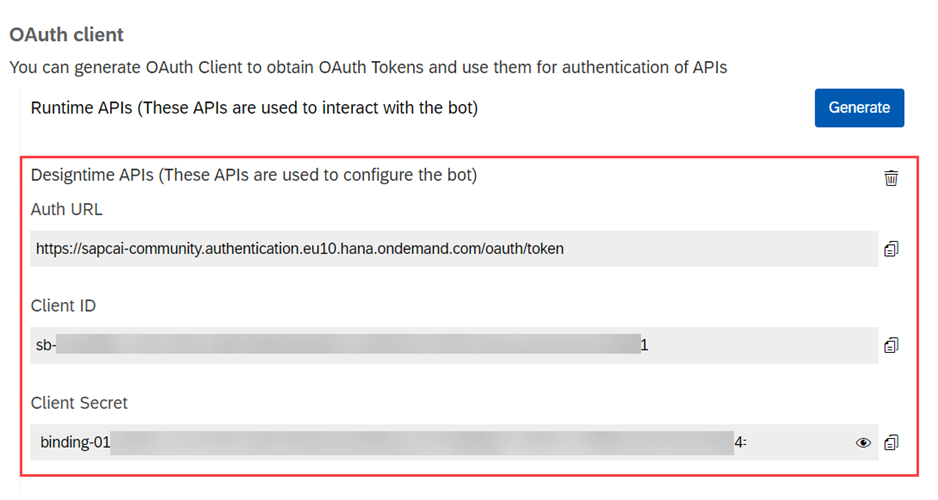 OAuth client
You can generate OAuth Client to obtain OAuth Tokens and use them for authentication of APIs
Runtime APIs (These APIs are used to interact with the bot)
Generate
Designtime APIs (These APIs are used to configure the bot)
Auth URL
https://sapcai-community.authentication.eu10.hana.ondemand.com/oauth/token
Client ID
sb- 1
Client Secret
binding-01 4: